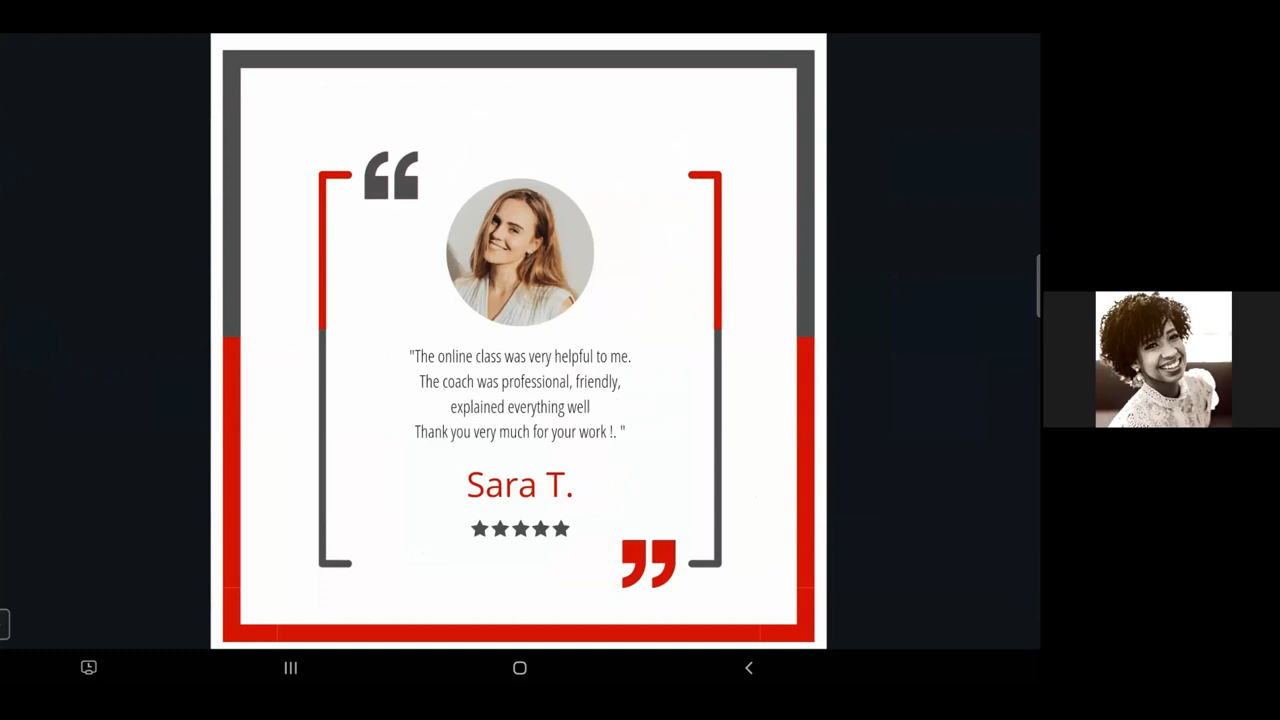 "The online class was very helpful to me.
The coach was professional, friendly,
explained everything well
Thank you very much for your work !. "
Sara T.